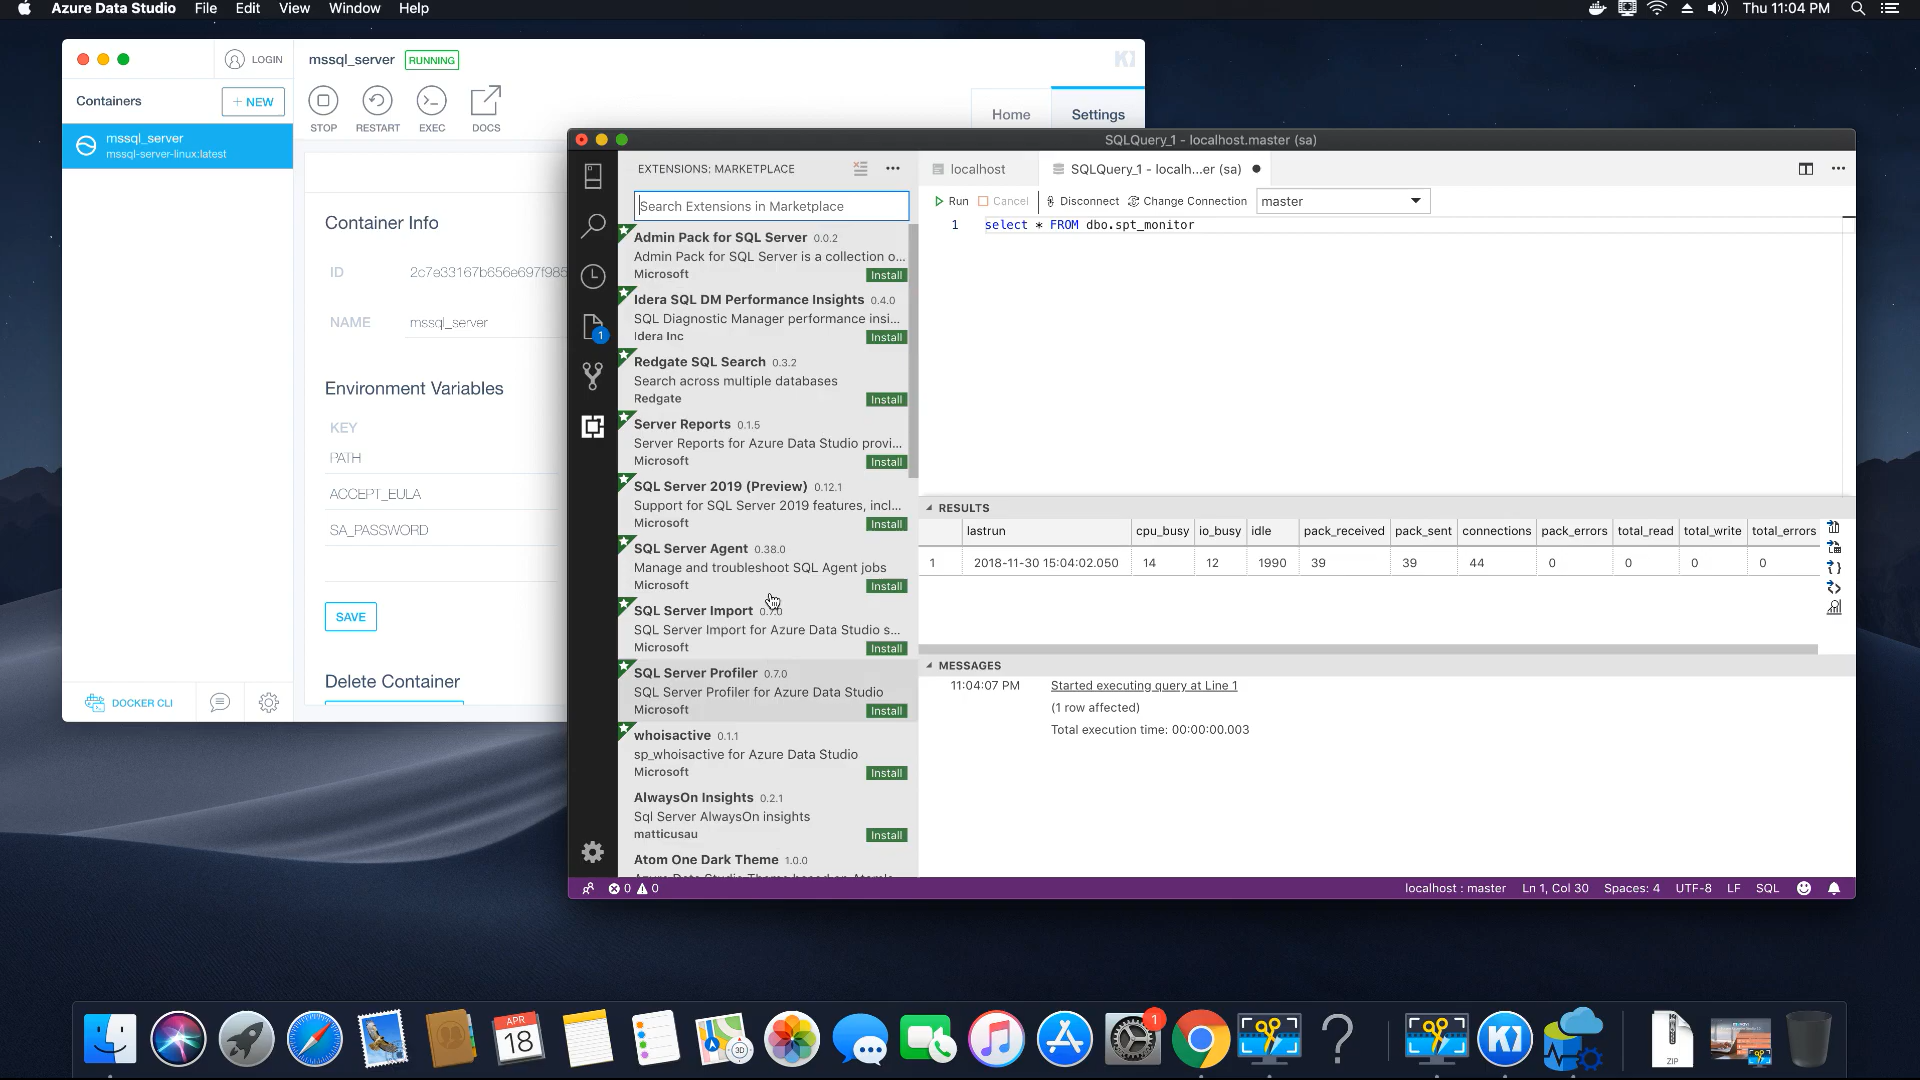 Azure Data Studio File Edit View Window Help
Thu 11:04 PM
LOGIN
mssql_server RUNNING
Containers
+ NEW
STOP RESTART EXEC DOCS
Home Settings
mssql_server
mssql-server-linux:latest
Container Info
ID 2c7e33167b656e697f985
NAME mssql_server
Environment Variables
KEY
PATH
ACCEPT_EULA
SA_PASSWORD
SAVE
Delete Container
DOCKER CLI
SQLQuery_1 - localhost.master (sa)
EXTENSIONS: MARKETPLACE
Search Extensions in Marketplace
Admin Pack for SQL Server 0.0.2
Admin Pack for SQL Server is a collection o...
Microsoft Install
Idera SQL DM Performance Insights 0.4.0
SQL Diagnostic Manager performance insi...
Idera Inc Install
Redgate SQL Search 0.3.2
Search across multiple databases
Redgate Install
Server Reports 0.1.5
Server Reports for Azure Data Studio provi...
Microsoft Install
SQL Server 2019 (Preview) 0.12.1
Support for SQL Server 2019 features, incl...
Microsoft Install
SQL Server Agent 0.38.0
Manage and troubleshoot SQL Agent jobs
Microsoft Install
SQL Server Import
SQL Server Import for Azure Data Studio s...
Microsoft Install
SQL Server Profiler 0.7.0
SQL Server Profiler for Azure Data Studio
Microsoft Install
whoisactive 0.1.1
sp_whoisactive for Azure Data Studio
Microsoft Install
AlwaysOn Insights 0.2.1
Sql Server AlwaysOn insights
matticusau Install
Atom One Dark Theme 1.0.0
1
localhost SQLQuery_1 - localh...er (sa)
Run Cancel Disconnect Change Connection master
1 select * FROM dbo.spt_monitor
RESULTS
lastrun cpu_busy io_busy idle pack_received pack_sent connections pack_errors total_read total_write total_errors
1 2018-11-30 15:04:02.050 14 12 1990 39 39 44 0 0 0 0
MESSAGES
11:04:07 PM Started executing query at Line 1
(1 row affected)
Total execution time: 00:00:00.003
0 0 localhost : master Ln 1, Col 30 Spaces: 4 UTF-8 LF SQL
APR
18
3D
1
ZIP